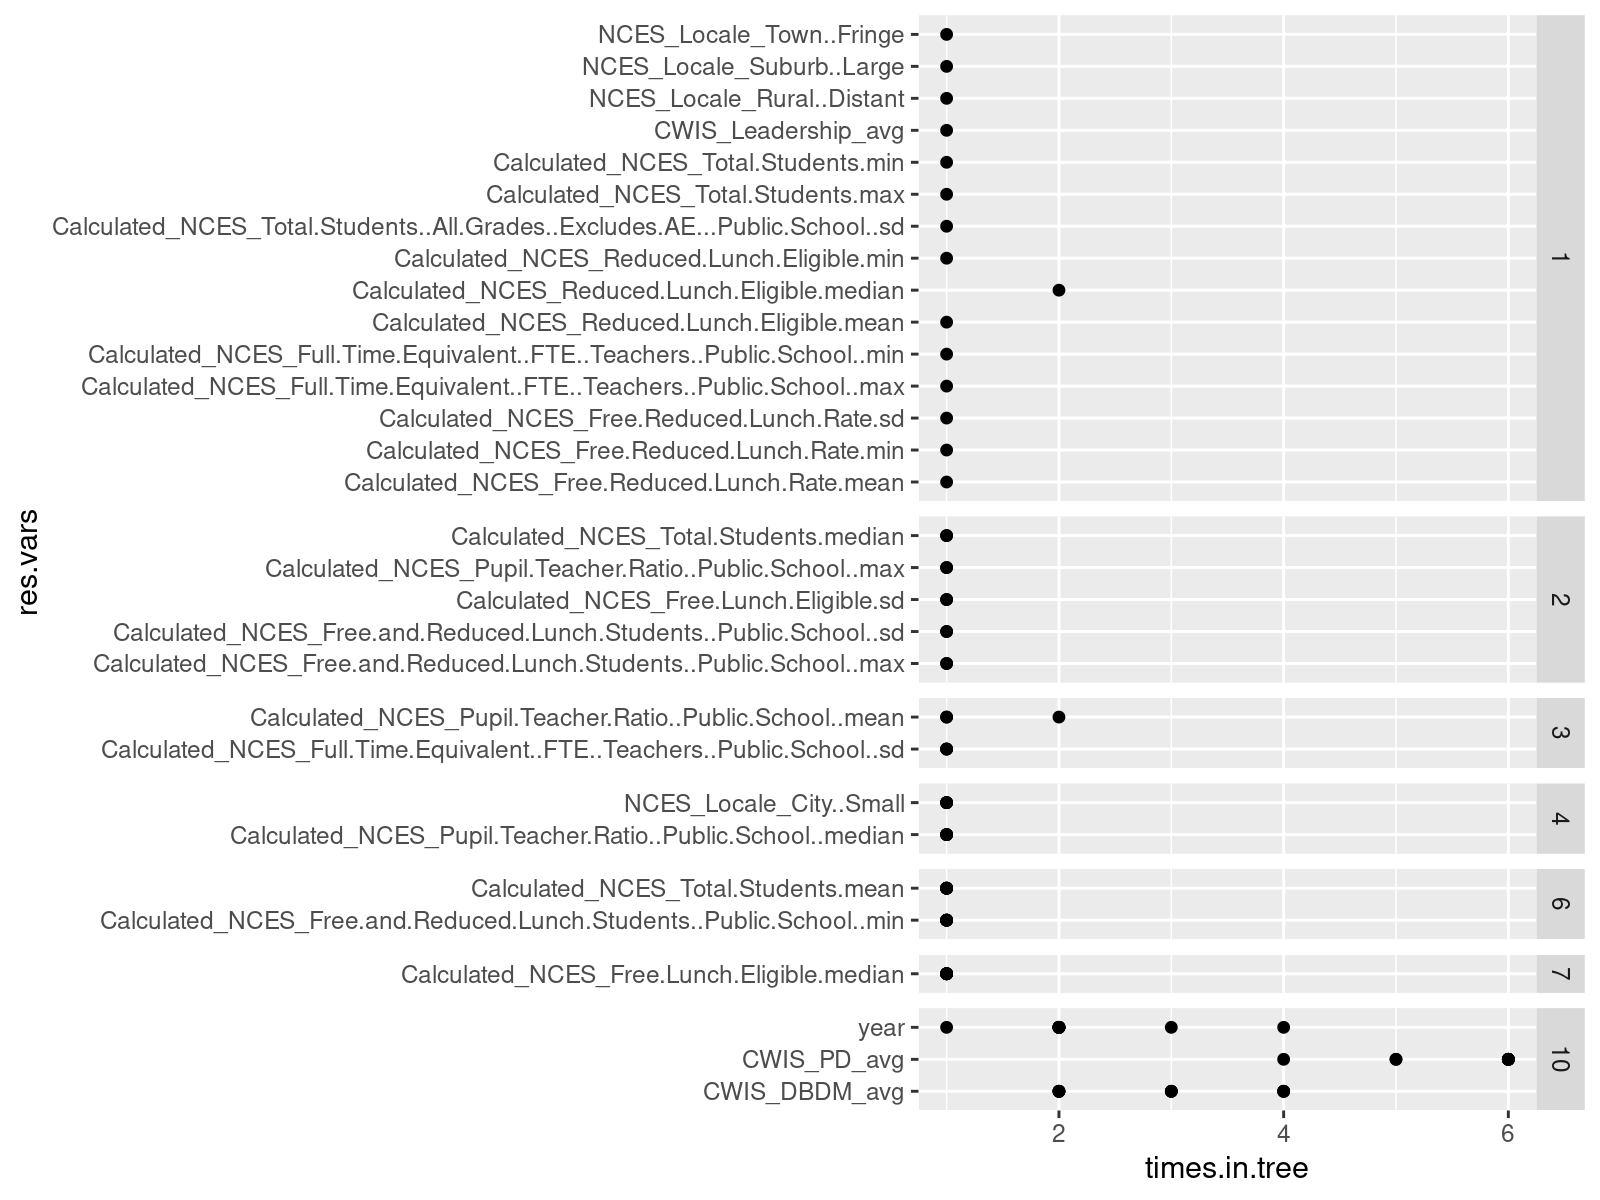 NCES_Locale_Town..Fringe
NCES_Locale_Suburb..Large
NCES_Locale_Rural..Distant
CWIS_Leadership_avg
Calculated_NCES_Total.Students.min
Calculated_NCES_Total.Students.max
Calculated_NCES_Total.Students..All.Grades..Excludes.AE...Public.School..sd
Calculated_NCES_Reduced.Lunch.Eligible.min
Calculated_NCES_Reduced.Lunch.Eligible.median
Calculated_NCES_Reduced.Lunch.Eligible.mean
Calculated_NCES_Full.Time.Equivalent..FTE..Teachers..Public.School..min
Calculated_NCES_Full.Time.Equivalent..FTE..Teachers..Public.School..max
Calculated_NCES_Free.Reduced.Lunch.Rate.sd
Calculated_NCES_Free.Reduced.Lunch.Rate.min
Calculated_NCES_Free.Reduced.Lunch.Rate.mean
1
Calculated_NCES_Total.Students.median
Calculated_NCES_Pupil.Teacher.Ratio..Public.School..max
Calculated_NCES_Free.Lunch.Eligible.sd
Calculated_NCES_Free.and.Reduced.Lunch.Students..Public.School..sd
Calculated_NCES_Free.and.Reduced.Lunch.Students..Public.School..max
2
Calculated_NCES_Pupil.Teacher.Ratio..Public.School..mean
Calculated_NCES_Full.Time.Equivalent..FTE..Teachers..Public.School..sd
3
NCES_Locale_City..Small
Calculated_NCES_Pupil.Teacher.Ratio..Public.School..median
4
Calculated_NCES_Total.Students.mean
Calculated_NCES_Free.and.Reduced.Lunch.Students..Public.School..min
6
Calculated_NCES_Free.Lunch.Eligible.median
7
year
CWIS_PD_avg
CWIS_DBDM_avg
10
2 4 6
times.in.tree
res.vars